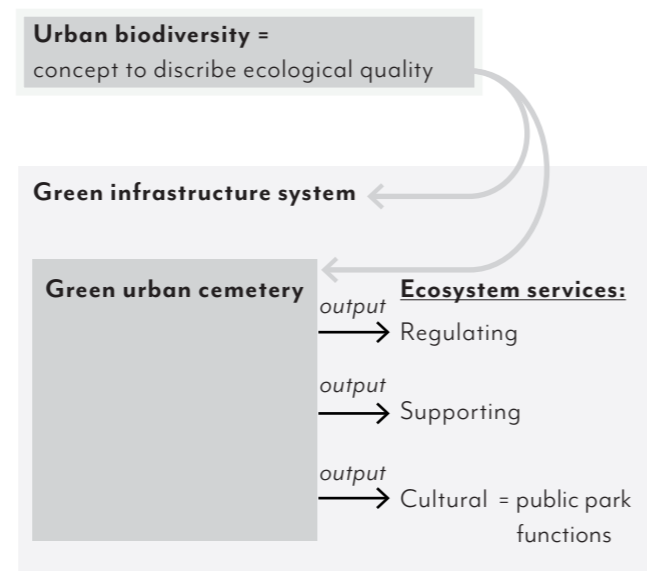 Urban biodiversity =
concept to discribe ecological quality
Green infrastructure system
Green urban cemetery
Ecosystem services:
output
Regulating
output
Supporting
output
Cultural = public park
functions